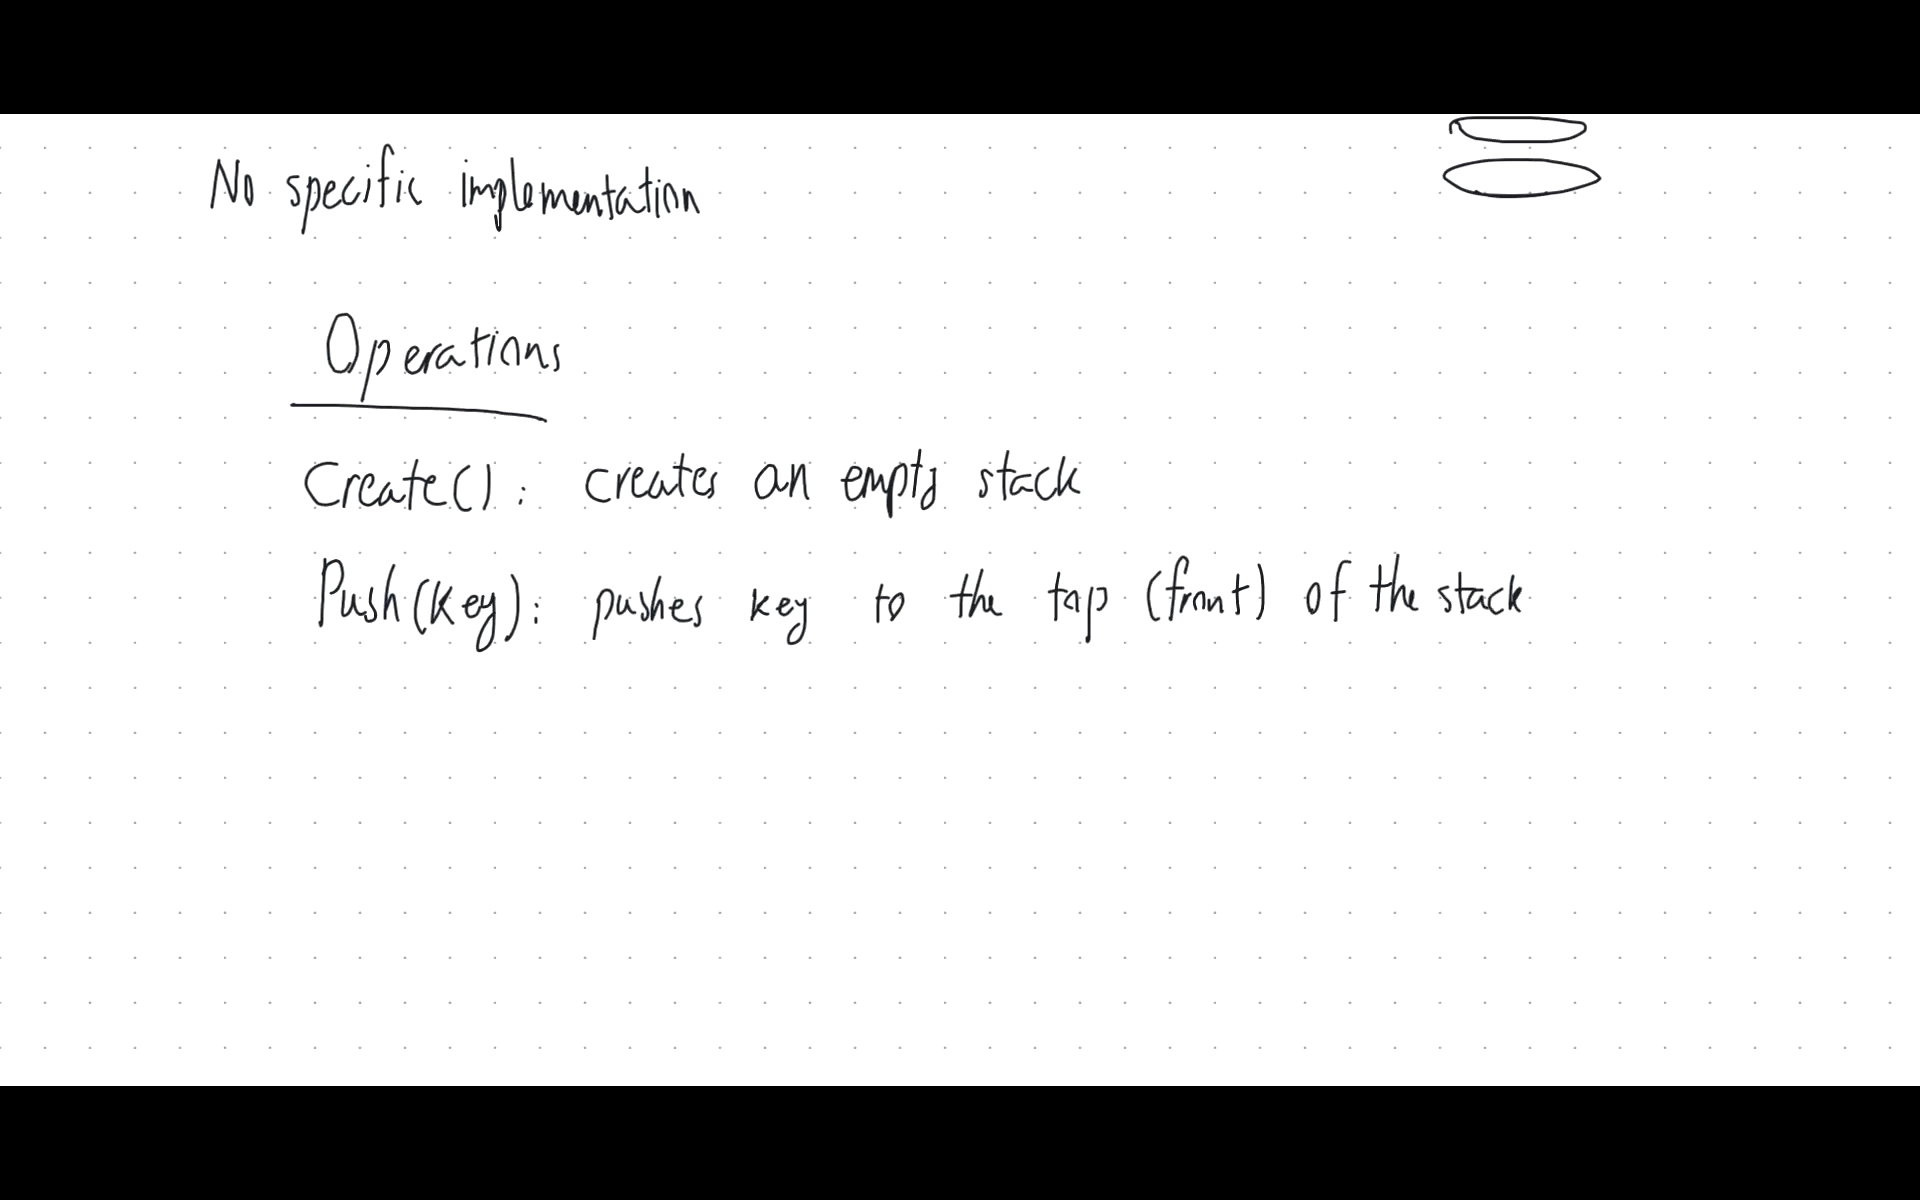 No specific implementation
Operations
Create(): creates an empty stack
Push(Key): pushes key to the top (front) of the stack